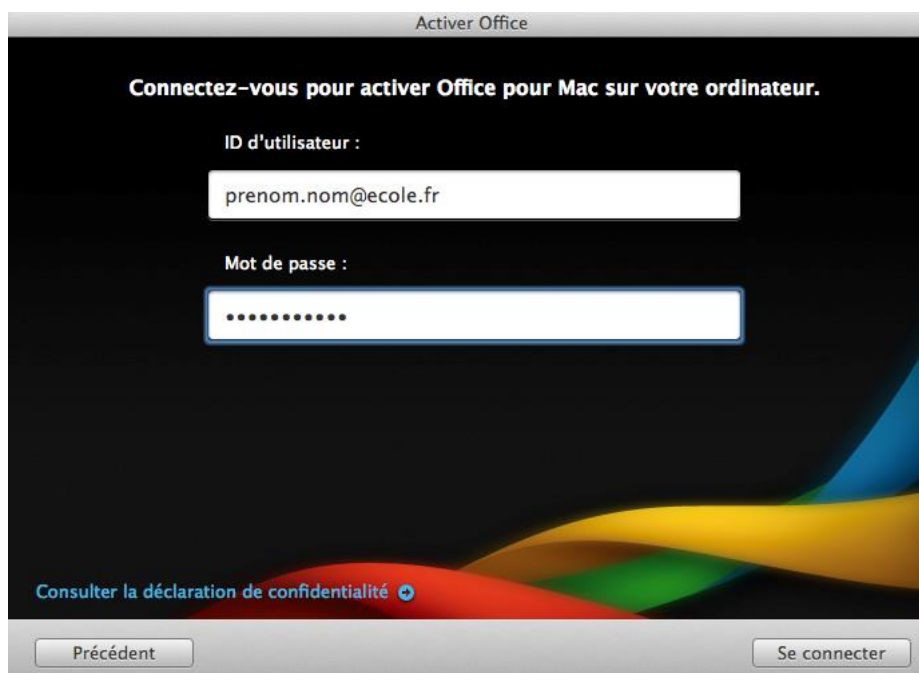 Activer Office
Connectez-vous pour activer Office pour Mac sur votre ordinateur.
ID d'utilisateur :
prenom.nom@ecole.fr
Mot de passe :
•••••••••••
Consulter la déclaration de confidentialité
Précédent
Se connecter